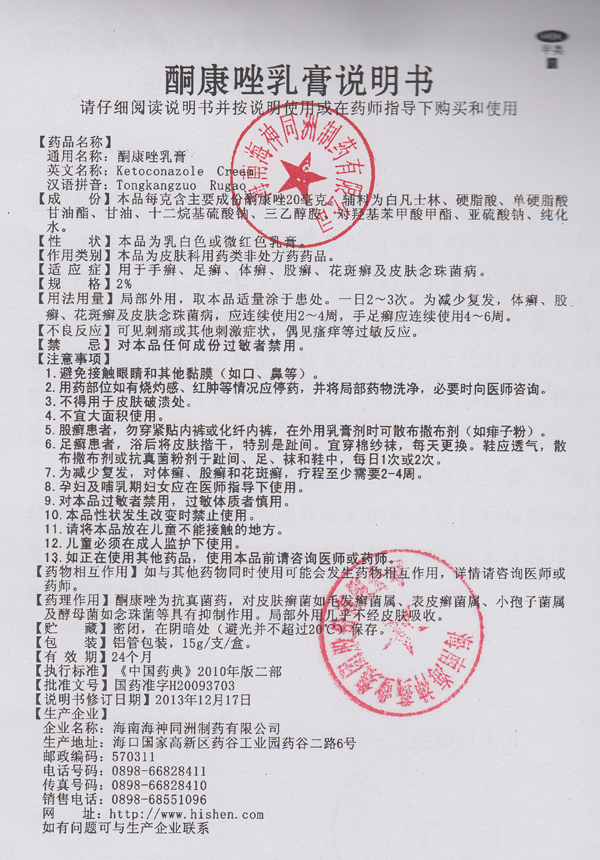 OTC
甲类
酮康唑乳膏说明书
请仔细阅读说明书并按说明使用或在药师指导下购买和使用
【药品名称】
通用名称：酮康唑乳膏
英文名称：Ketoconazole Cream
汉语拼音：Tongkangzuo Rugao
【成 份】本品每克含主要成份酮康唑20毫克。辅料为白凡士林、硬脂酸、单硬脂酸
甘油酯、甘油、十二烷基硫酸钠、三乙醇胺、对羟基苯甲酸甲酯、亚硫酸钠、纯化
水。
【性 状】本品为乳白色或微红色乳膏。
【作用类别】本品为皮肤科用药类非处方药药品。
【适 应 症】用于手癣、足癣、体癣、股癣、花斑癣及皮肤念珠菌病。
【规 格】2%
【用法用量】局部外用，取本品适量涂于患处。一日2～3次。为减少复发，体癣、股
癣、花斑癣及皮肤念珠菌病，应连续使用2～4周，手足癣应连续使用4～6周。
【不良反应】可见刺痛或其他刺激症状，偶见瘙痒等过敏反应。
【禁 忌】对本品任何成份过敏者禁用。
【注意事项】
1.避免接触眼睛和其他黏膜（如口、鼻等）。
2.用药部位如有烧灼感、红肿等情况应停药，并将局部药物洗净，必要时向医师咨询。
3.不得用于皮肤破溃处。
4.不宜大面积使用。
5.股癣患者，勿穿紧贴内裤或化纤内裤，在外用乳膏剂时可散布撒布剂（如痱子粉）。
6.足癣患者，浴后将皮肤揩干，特别是趾间。宜穿棉纱袜，每天更换。鞋应透气，散
布撒布剂或抗真菌粉剂于趾间、足、袜和鞋中，每日1次或2次。
7.为减少复发，对体癣、股癣和花斑癣，疗程至少需要2-4周。
8.孕妇及哺乳期妇女应在医师指导下使用。
9.对本品过敏者禁用，过敏体质者慎用。
10.本品性状发生改变时禁止使用。
11.请将本品放在儿童不能接触的地方。
12.儿童必须在成人监护下使用。
13.如正在使用其他药品，使用本品前请咨询医师或药师。
【药物相互作用】如与其他药物同时使用可能会发生药物相互作用，详情请咨询医师或
药师。
【药理作用】酮康唑为抗真菌药，对皮肤癣菌如毛发癣菌属、表皮癣菌属、小孢子菌属
及酵母菌如念珠菌等具有抑制作用。局部外用几乎不经皮肤吸收。
【贮 藏】密闭，在阴暗处（避光并不超过20℃）保存。
【包 装】铝管包装，15g/支/盒。
【有 效 期】24个月
【执行标准】《中国药典》2010年版二部
【批准文号】国药准字H20093703
【说明书修订日期】2013年12月17日
【生产企业】
企业名称：海南海神同洲制药有限公司
生产地址：海口国家高新区药谷工业园药谷二路6号
邮政编码：570311
电话号码：0898-66828411
传真号码：0898-66828410
销售电话：0898-68551096
网 址：http://www.hishen.com
如有问题可与生产企业联系
海南海神同洲制药有限公司